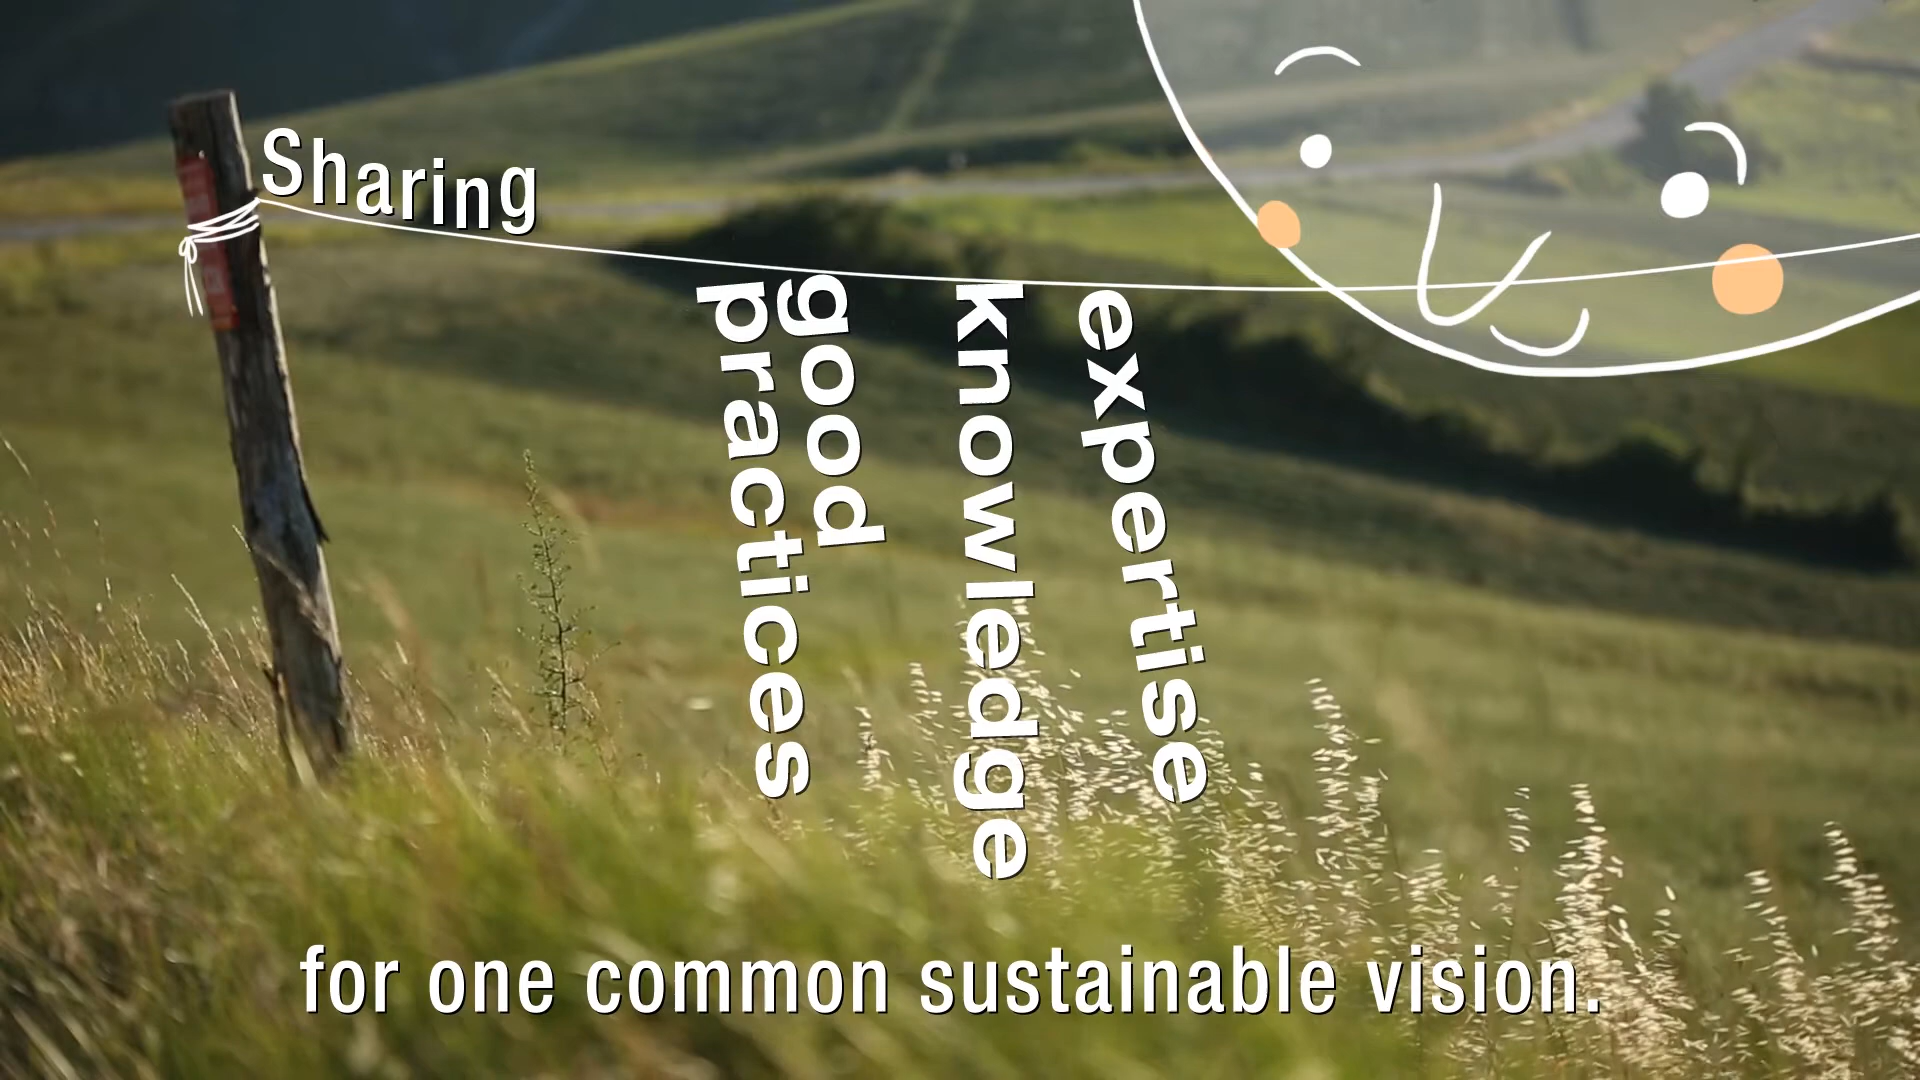 Sharing
good
practices
knowledge
expertise
for one common sustainable vision.